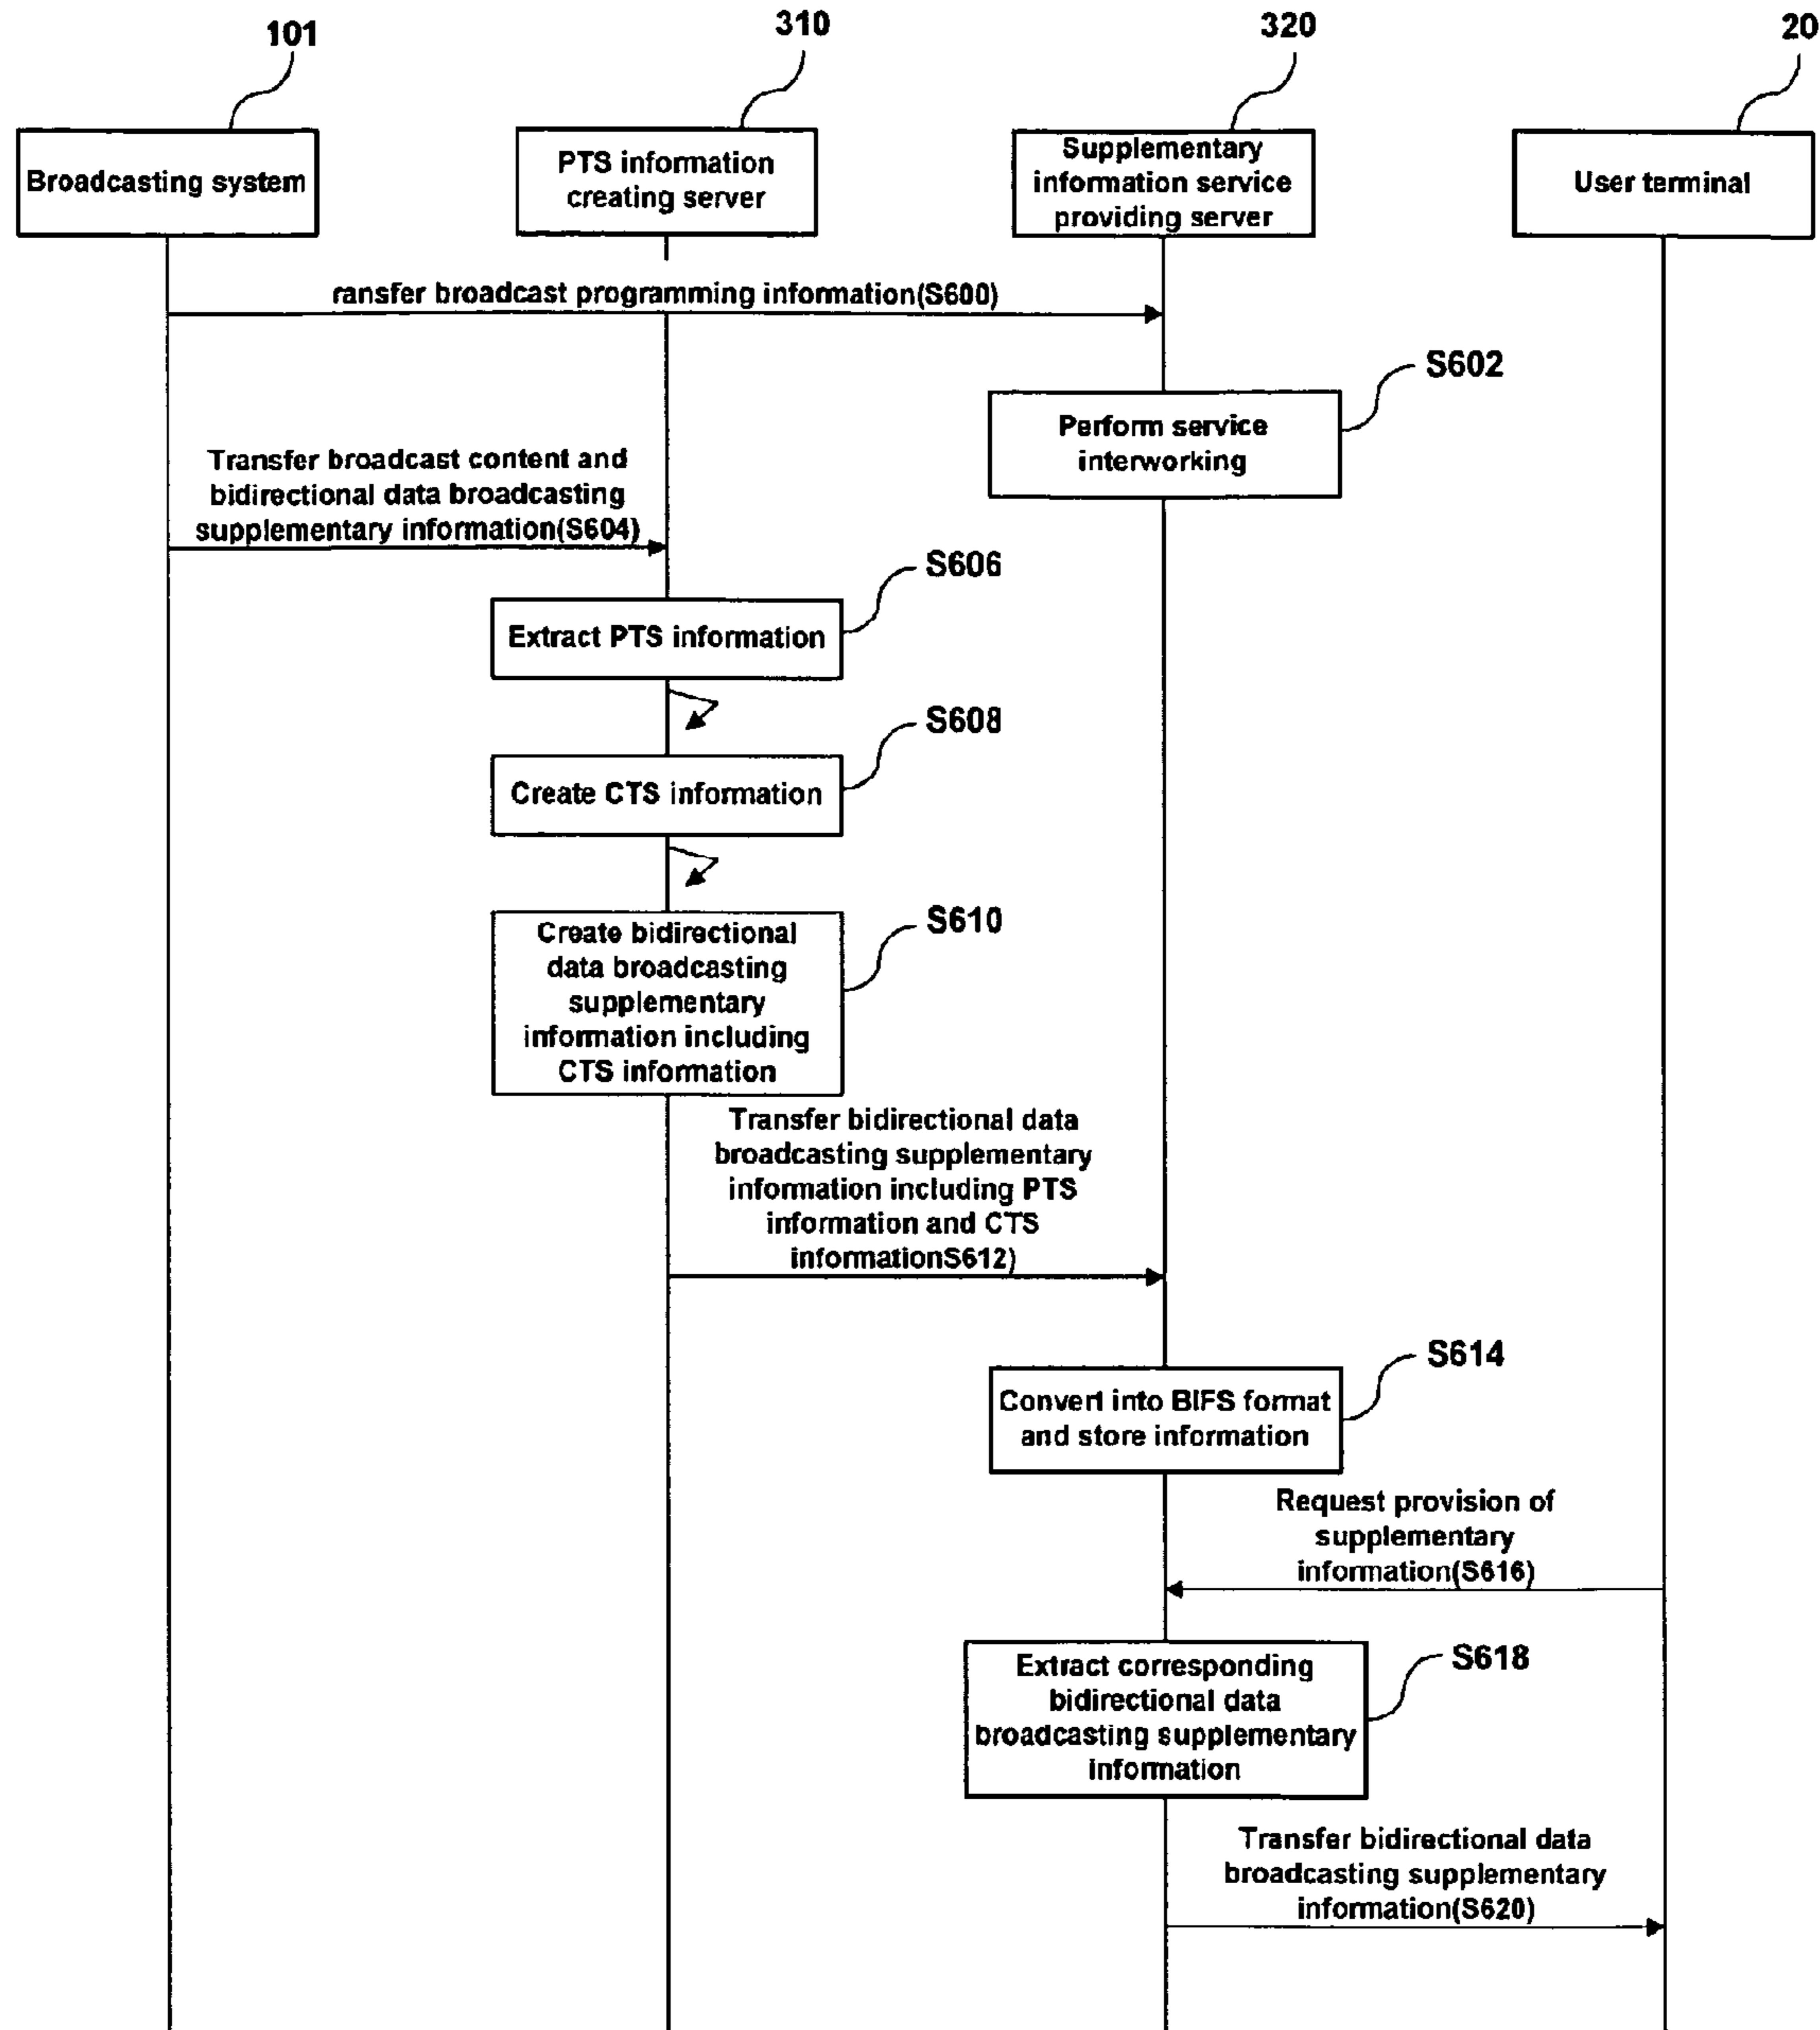 101
310
320
20
Broadcasting system
PTS information
creating server
Supplementary
information service
providing server
User terminal
ransfer broadcast programming information(S600)
S602
Perform service
interworking
Transfer broadcast content and
bidirectional data broadcasting
supplementary information(S604)
S606
Extract PTS information
S608
Create CTS information
S610
Create bidirectional
data broadcasting
supplementary
information including
CTS information
Transfer bidirectional data
broadcasting supplementary
information including PTS
information and CTS
informationS612)
S614
Convert into BIFS format
and store information
Request provision of
supplementary
information(S616)
S618
Extract corresponding
bidirectional data
broadcasting supplementary
information
Transfer bidirectional data
broadcasting supplementary
information(S620)